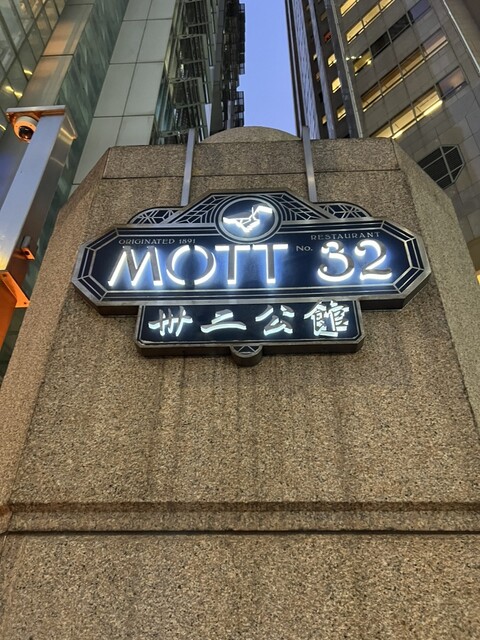 ORIGINATED 1891 RESTAURANT
MOTT No. 32
卅二公館